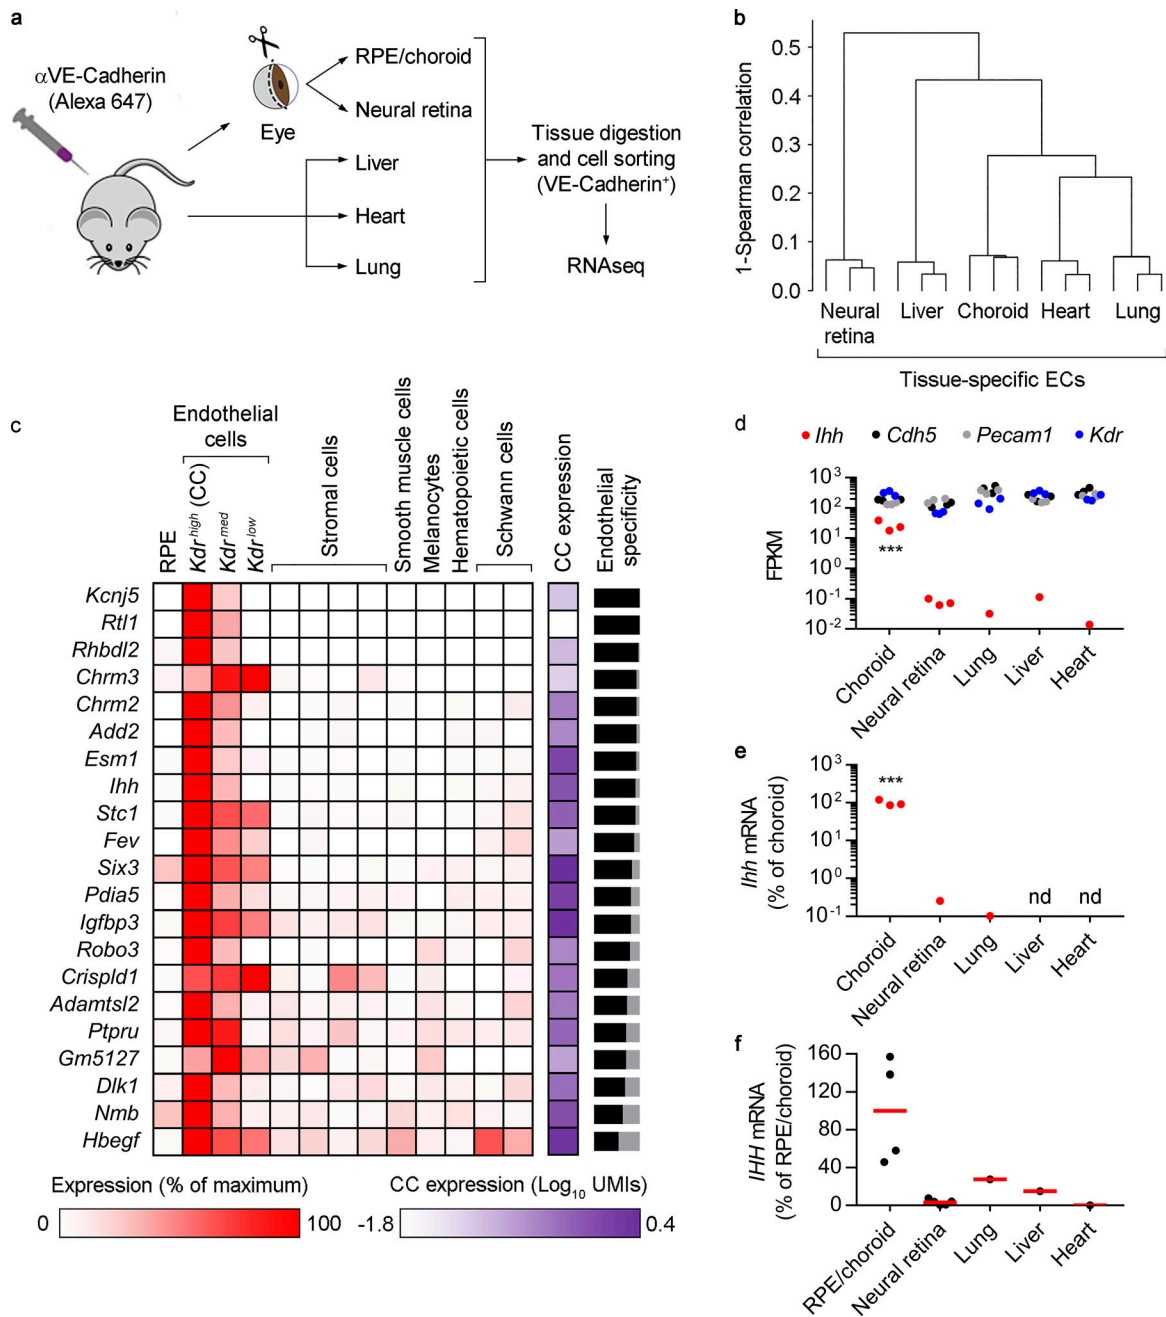 a
αVE-Cadherin
(Alexa 647)
Eye
RPE/choroid
Neural retina
Liver
Heart
Lung
Tissue digestion
and cell sorting
(VE-Cadherin⁺)
RNAseq
b
1-Spearman correlation
0.5
0.4
0.3
0.2
0.1
0.0
Neural
retina
Liver
Choroid
Heart
Lung
Tissue-specific ECs
c
Endothelial
cells
RPE
Kdr high (CC)
Kdr med
Kdr low
Stromal cells
Smooth muscle cells
Melanocytes
Hematopoietic cells
Schwann cells
CC expression
Endothelial
specificity
Kcnj5
Rtl1
Rhbdl2
Chrm3
Chrm2
Add2
Esm1
Ihh
Stc1
Fev
Six3
Pdia5
Igfbp3
Robo3
Crispld1
Adamtsl2
Ptpru
Gm5127
Dlk1
Nmb
Hbegf
Expression (% of maximum)
0
100
CC expression (Log₁₀ UMIs)
-1.8
0.4
d
Ihh
Cdh5
Pecam1
Kdr
FPKM
10³
10²
10¹
10⁰
10⁻¹
10⁻²
***
Choroid
Neural retina
Lung
Liver
Heart
e
Ihh mRNA
(% of choroid)
10³
10²
10¹
10⁰
10⁻¹
***
nd
nd
Choroid
Neural retina
Lung
Liver
Heart
f
IHH mRNA
(% of RPE/choroid)
160
120
80
40
0
RPE/choroid
Neural retina
Lung
Liver
Heart